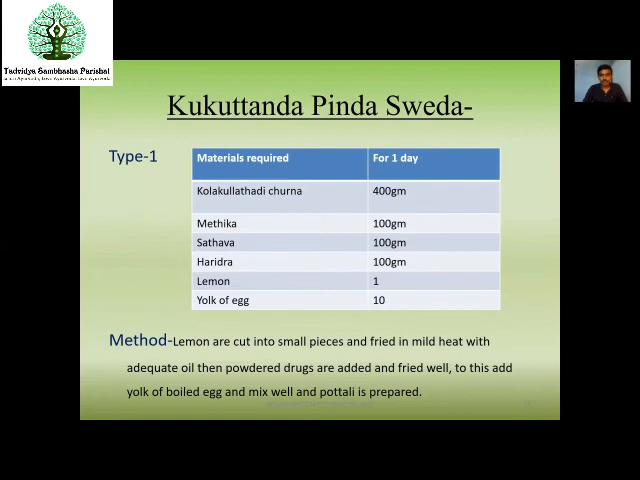 Tadvidya Sambhasha Parishat
Kukuttanda Pinda Sweda-
Type-1
Materials required For 1 day
Kolakullathadi churna 400gm
Methika 100gm
Sathava 100gm
Haridra 100gm
Lemon 1
Yolk of egg 10
Method-Lemon are cut into small pieces and fried in mild heat with
adequate oil then powdered drugs are added and fried well, to this add
yolk of boiled egg and mix well and pottali is prepared.